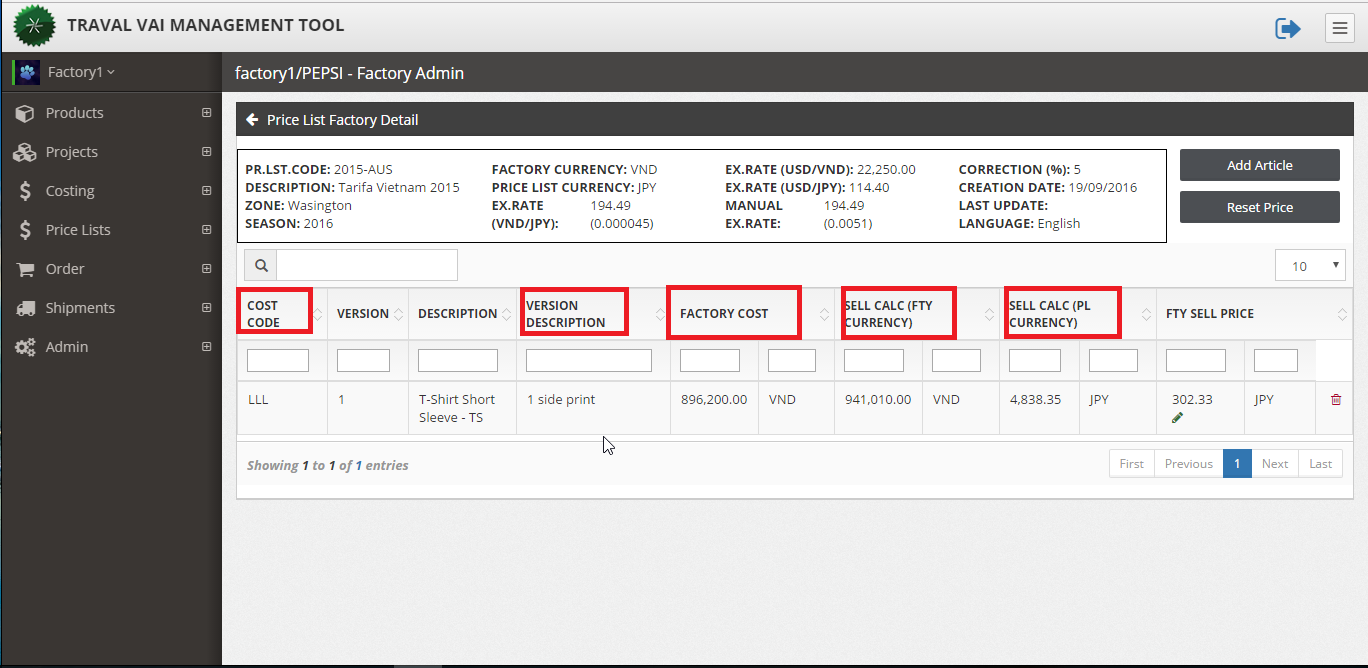 TRAVAL VAI MANAGEMENT TOOL
Factory1
factory1/PEPSI - Factory Admin
Products
Projects
Costing
Price Lists
Order
Shipments
Admin
Price List Factory Detail
PR.LST.CODE: 2015-AUS
DESCRIPTION: Tarifa Vietnam 2015
ZONE: Wasington
SEASON: 2016
FACTORY CURRENCY: VND
PRICE LIST CURRENCY: JPY
EX.RATE 194.49
(VND/JPY): (0.000045)
EX.RATE (USD/VND): 22,250.00
EX.RATE (USD/JPY): 114.40
MANUAL 194.49
EX.RATE: (0.0051)
CORRECTION (%): 5
CREATION DATE: 19/09/2016
LAST UPDATE:
LANGUAGE: English
Add Article
Reset Price
10
COST
CODE
VERSION
DESCRIPTION
VERSION
DESCRIPTION
FACTORY COST
SELL CALC (FTY
CURRENCY)
SELL CALC (PL
CURRENCY)
FTY SELL PRICE
LLL
1
T-Shirt Short
Sleeve - TS
1 side print
896,200.00
VND
941,010.00
VND
4,838.35
JPY
302.33
JPY
Showing 1 to 1 of 1 entries
First Previous 1 Next Last